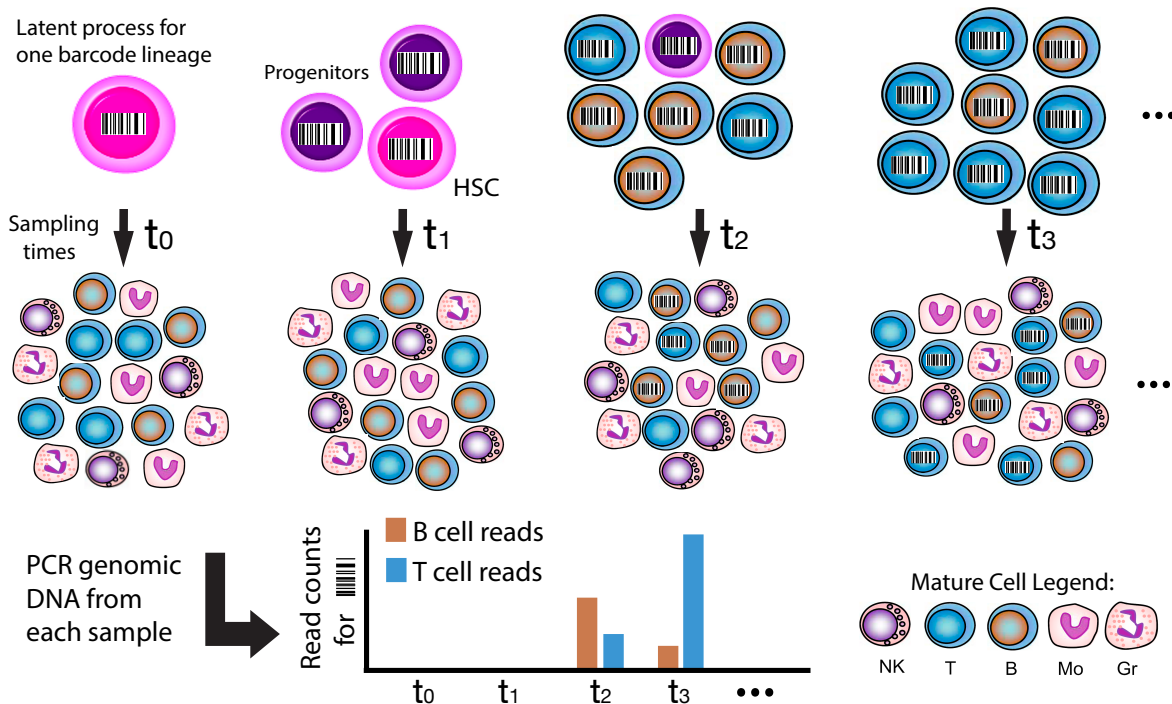 Latent process for
one barcode lineage
Progenitors
HSC
...
Sampling
times
t0
t1
t2
t3
...
PCR genomic
DNA from
each sample
Read counts
for
B cell reads
T cell reads
t0
t1
t2
t3
...
Mature Cell Legend:
NK
T
B
Mo
Gr